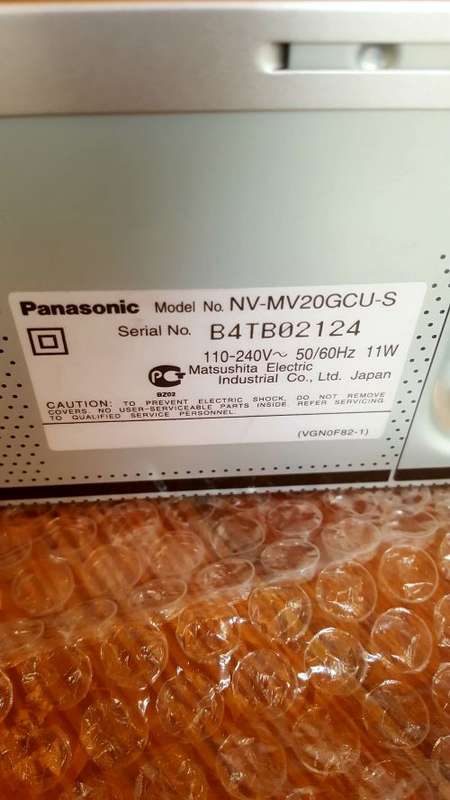 Panasonic Model No. NV-MV20GCU-S
Serial No. B4TB02124
110-240V~ 50/60Hz 11W
Matsushita Electric
Industrial Co., Ltd. Japan
BZ02
CAUTION: TO PREVENT ELECTRIC SHOCK, DO NOT REMOVE
COVERS. NO USER-SERVICEABLE PARTS INSIDE. REFER SERVICING
TO QUALIFIED SERVICE PERSONNEL.
(VGN0F82-1)